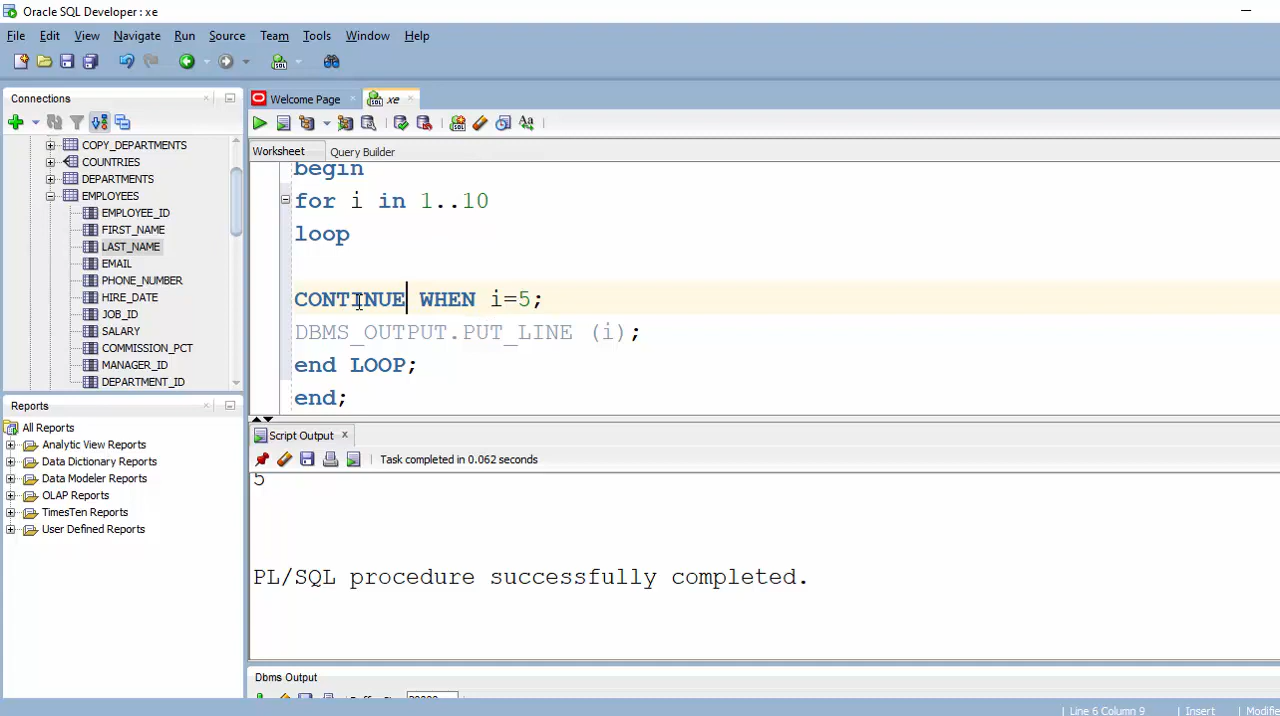 Oracle SQL Developer : xe
File Edit View Navigate Run Source Team Tools Window Help
Connections
COPY_DEPARTMENTS
COUNTRIES
DEPARTMENTS
EMPLOYEES
EMPLOYEE_ID
FIRST_NAME
LAST_NAME
EMAIL
PHONE_NUMBER
HIRE_DATE
JOB_ID
SALARY
COMMISSION_PCT
MANAGER_ID
DEPARTMENT_ID
Reports
All Reports
Analytic View Reports
Data Dictionary Reports
Data Modeler Reports
OLAP Reports
TimesTen Reports
User Defined Reports
Welcome Page xe
Worksheet Query Builder
begin
for i in 1..10
loop
CONTINUE WHEN i=5;
DBMS_OUTPUT.PUT_LINE (i);
end LOOP;
end;
Script Output
Task completed in 0.062 seconds
5
PL/SQL procedure successfully completed.
Dbms Output
Line 6 Column 9 Insert